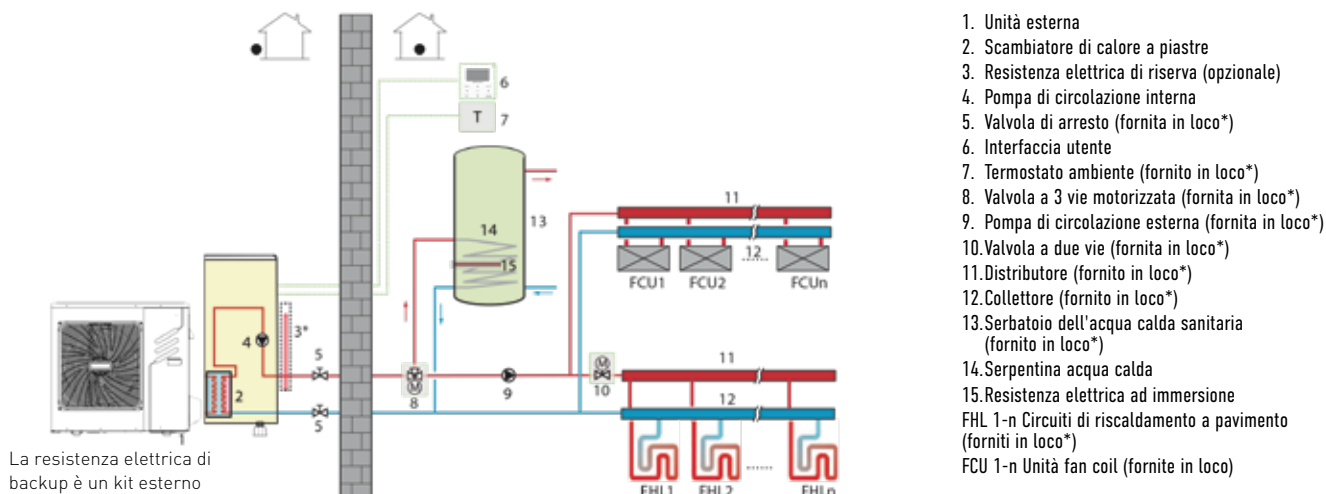 6
T
7
11
14
13
15
12
FCU1
FCU2
FCUn
4
3*
5
2
8
9
10
11
12
5
1
FHL1
FHL2
FHLn
La resistenza elettrica di
backup è un kit esterno
1. Unità esterna
2. Scambiatore di calore a piastre
3. Resistenza elettrica di riserva (opzionale)
4. Pompa di circolazione interna
5. Valvola di arresto (fornita in loco*)
6. Interfaccia utente
7. Termostato ambiente (fornito in loco*)
8. Valvola a 3 vie motorizzata (fornita in loco*)
9. Pompa di circolazione esterna (fornita in loco*)
10.Valvola a due vie (fornita in loco*)
11.Distributore (fornito in loco*)
12.Collettore (fornito in loco*)
13.Serbatoio dell'acqua calda sanitaria
(fornito in loco*)
14.Serpentina acqua calda
15.Resistenza elettrica ad immersione
FHL 1-n Circuiti di riscaldamento a pavimento
(forniti in loco*)
FCU 1-n Unità fan coil (fornite in loco)